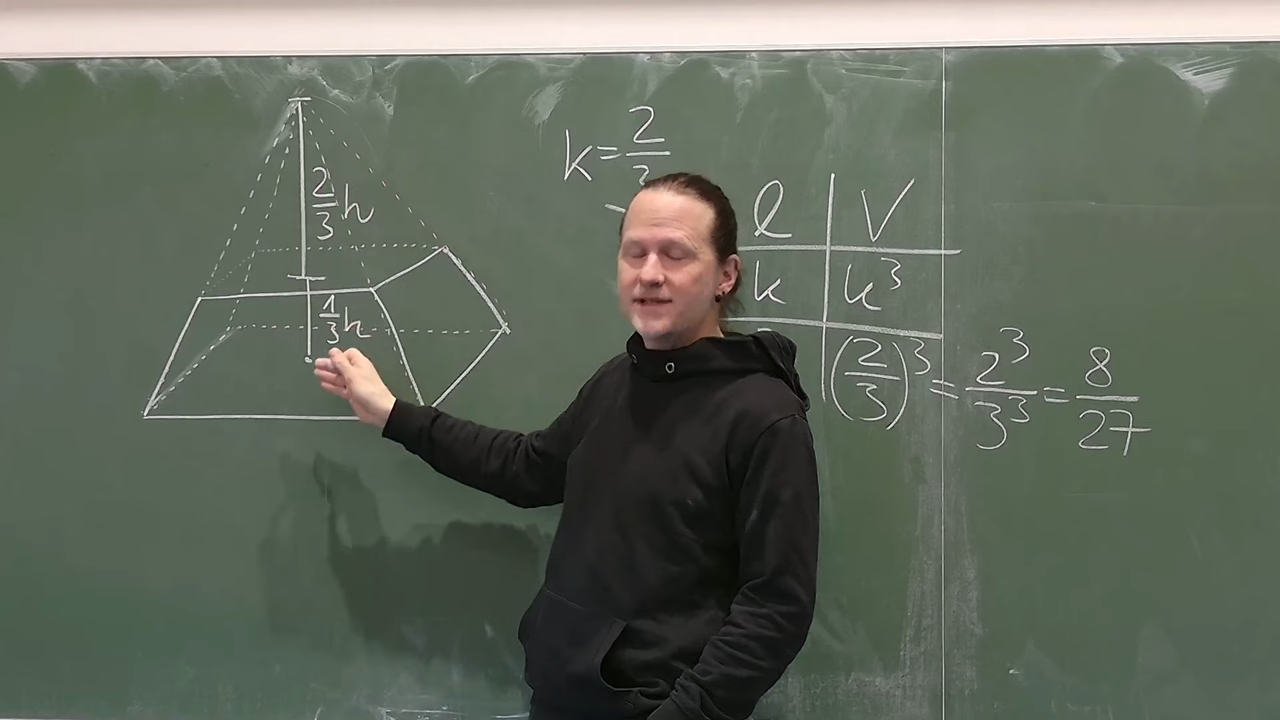 2/3 h
1/3 h
k = 2/
l | V
k | k³
(2/3)³ = 2³/3³ = 8/27